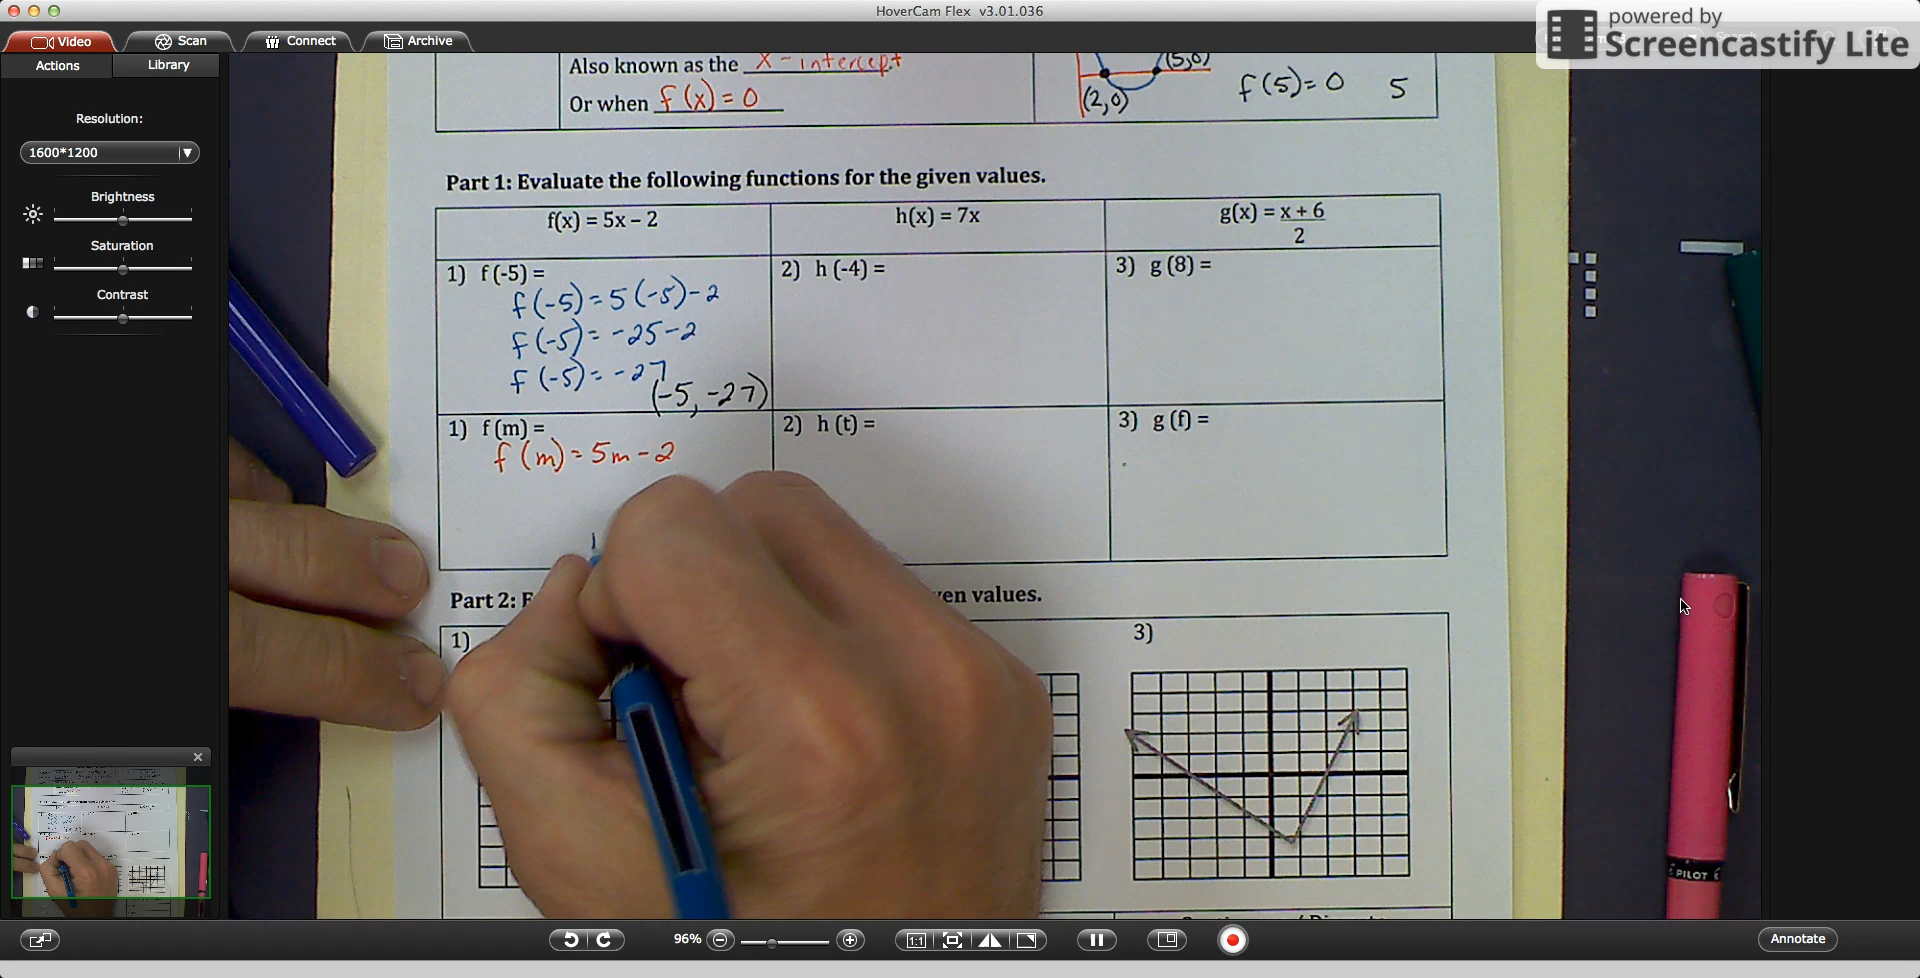 HoverCam Flex v3.01.036
powered by
Screencastify Lite
Video
Scan
Connect
Archive
Actions
Library
Resolution:
1600*1200
Brightness
Saturation
Contrast
Also known as the x-intercept
Or when f(x)=0
(5,0)
(2,0)
f(5)=0 5
Part 1: Evaluate the following functions for the given values.
f(x) = 5x – 2
h(x) = 7x
g(x) = x + 6
2
1) f(-5) =
f(-5)=5(-5)-2
f(-5)=-25-2
f(-5)=-27
(-5,-27)
2) h (-4) =
3) g (8) =
1) f (m) =
f(m)=5m-2
2) h (t) =
3) g (f) =
Part 2:
values.
1)
3)
PILOT
96%
1:1
Annotate